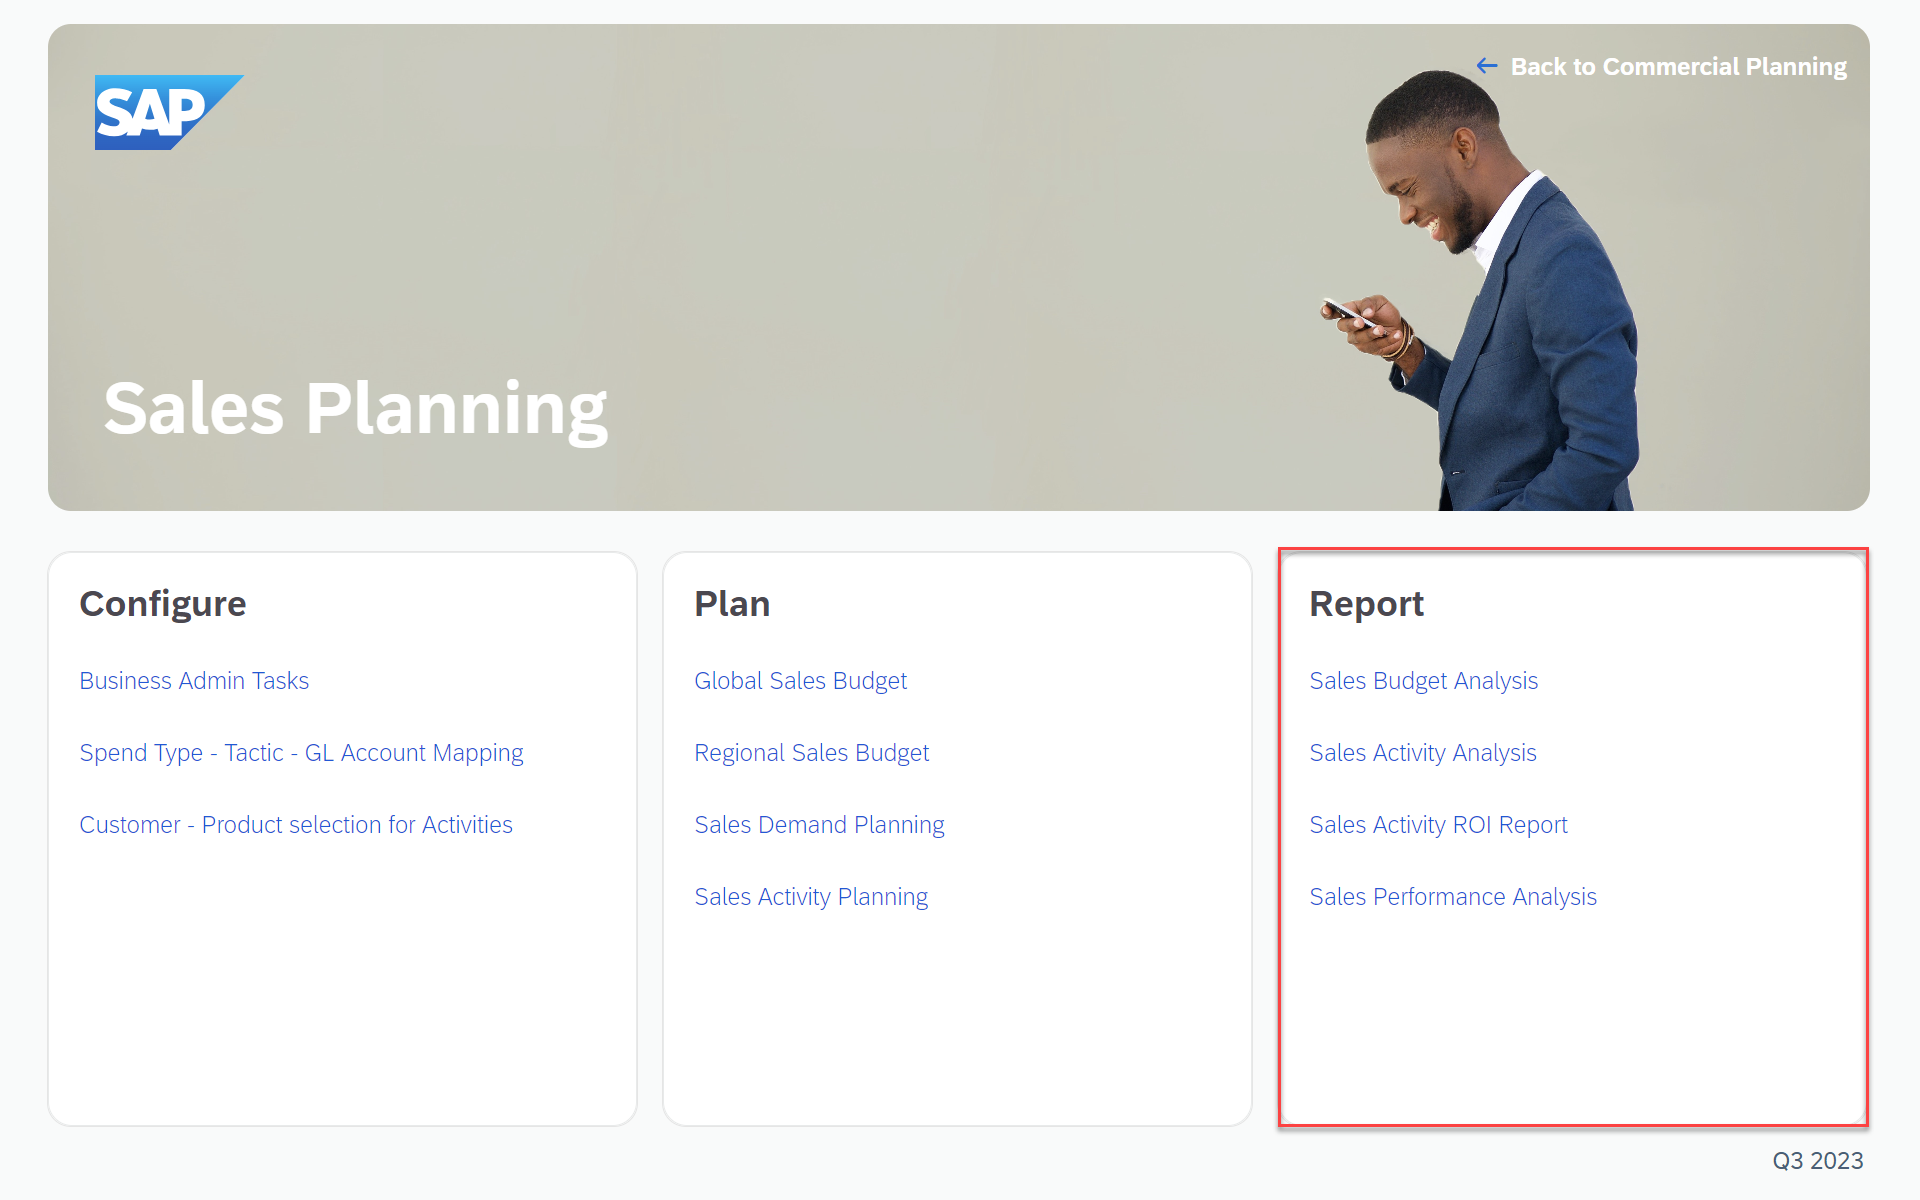 SAP
← Back to Commercial Planning
Sales Planning
Configure
Business Admin Tasks
Spend Type - Tactic - GL Account Mapping
Customer - Product selection for Activities
Plan
Global Sales Budget
Regional Sales Budget
Sales Demand Planning
Sales Activity Planning
Report
Sales Budget Analysis
Sales Activity Analysis
Sales Activity ROI Report
Sales Performance Analysis
Q3 2023